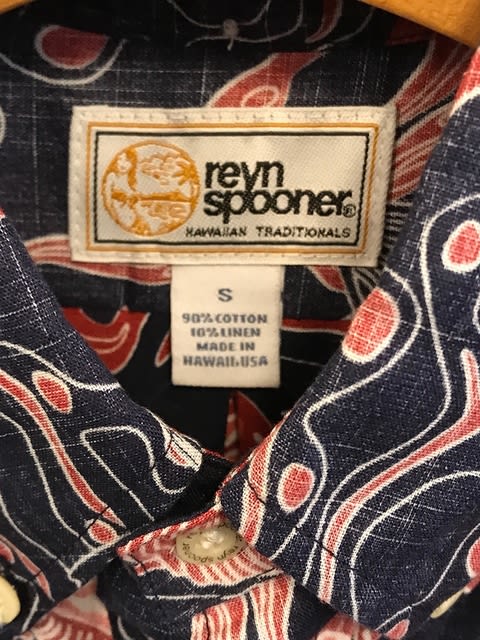 reyn
spooner®
HAWAIIAN TRADITIONALS
S
90% COTTON
10% LINEN
MADE IN
HAWAII, USA